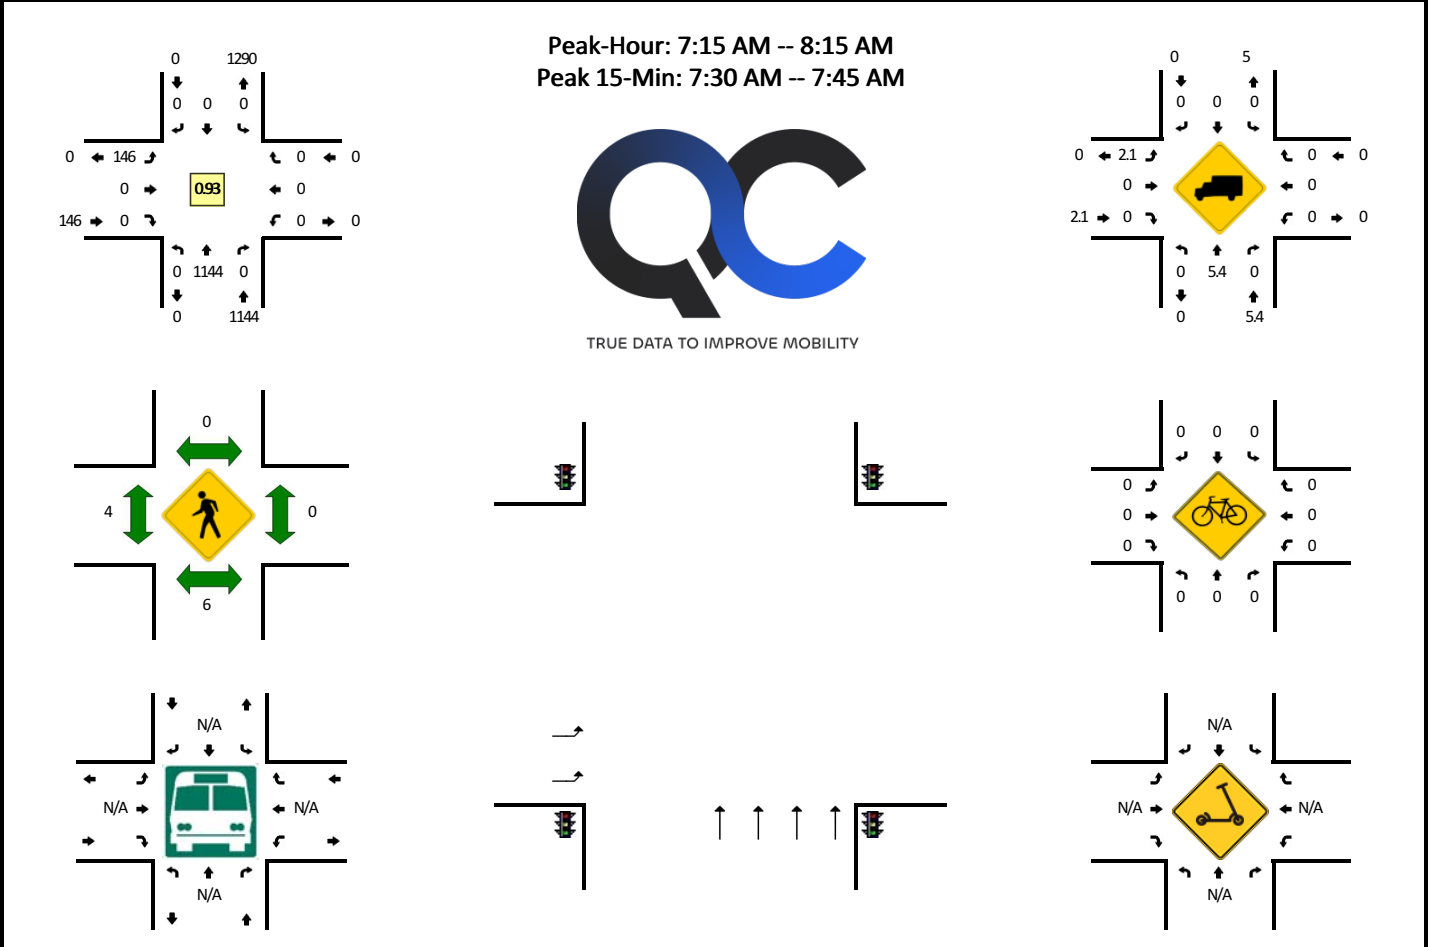 Peak-Hour: 7:15 AM -- 8:15 AM
Peak 15-Min: 7:30 AM -- 7:45 AM
0 1290
0 0 0
0 146 0 0
0 0.93 0
146 0 0 0
0 1144 0
0 1144
QC
TRUE DATA TO IMPROVE MOBILITY
0 5
0 0 0
0 2.1 0 0
0 0
2.1 0 0 0
0 5.4 0
0 5.4
0
4 0
6
0 0 0
0 0
0 0
0 0
0 0 0
N/A
N/A N/A
N/A
N/A
N/A N/A
N/A